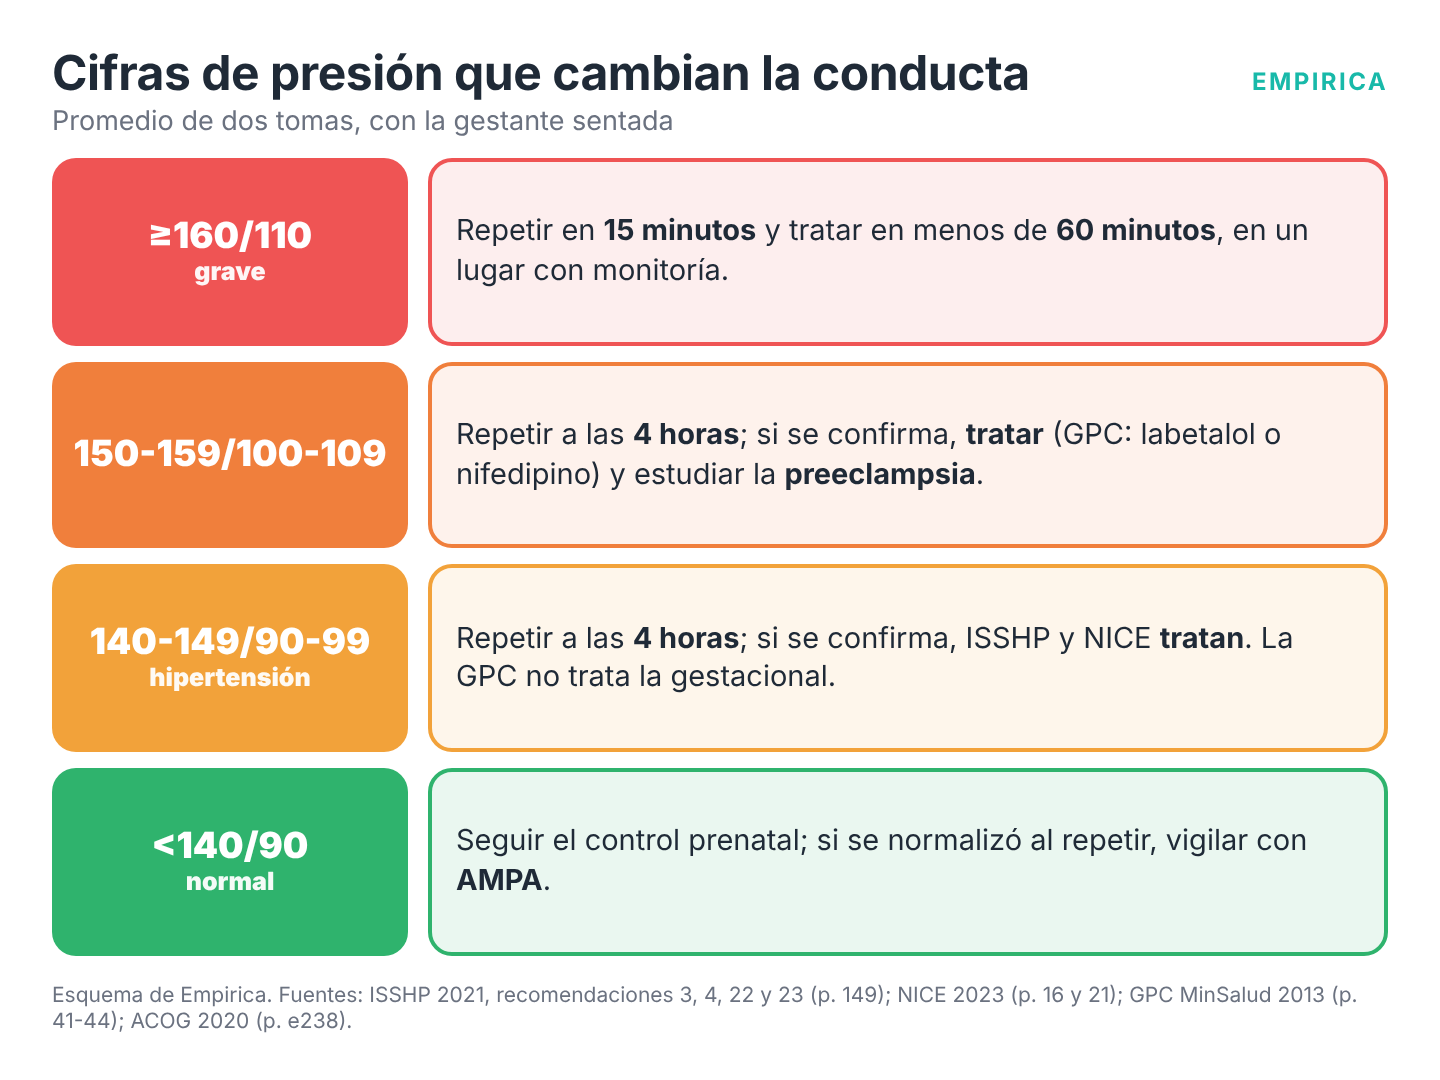 Cifras de presión que cambian la conducta
EMPIRICA
Promedio de dos tomas, con la gestante sentada
≥160/110
grave
Repetir en 15 minutos y tratar en menos de 60 minutos, en un
lugar con monitoría.
150-159/100-109
Repetir a las 4 horas; si se confirma, tratar (GPC: labetalol o
nifedipino) y estudiar la preeclampsia.
140-149/90-99
hipertensión
Repetir a las 4 horas; si se confirma, ISSHP y NICE tratan. La
GPC no trata la gestacional.
<140/90
normal
Seguir el control prenatal; si se normalizó al repetir, vigilar con
AMPA.
Esquema de Empirica. Fuentes: ISSHP 2021, recomendaciones 3, 4, 22 y 23 (p. 149); NICE 2023 (p. 16 y 21); GPC MinSalud 2013 (p.
41-44); ACOG 2020 (p. e238).